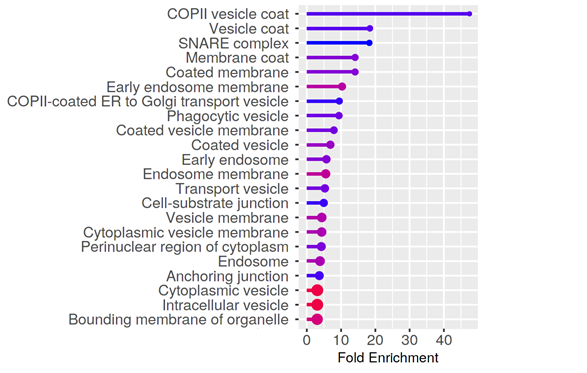 COPII vesicle coat
Vesicle coat
SNARE complex
Membrane coat
Coated membrane
Early endosome membrane
COPII-coated ER to Golgi transport vesicle
Phagocytic vesicle
Coated vesicle membrane
Coated vesicle
Early endosome
Endosome membrane
Transport vesicle
Cell-substrate junction
Vesicle membrane
Cytoplasmic vesicle membrane
Perinuclear region of cytoplasm
Endosome
Anchoring junction
Cytoplasmic vesicle
Intracellular vesicle
Bounding membrane of organelle
0 10 20 30 40
Fold Enrichment